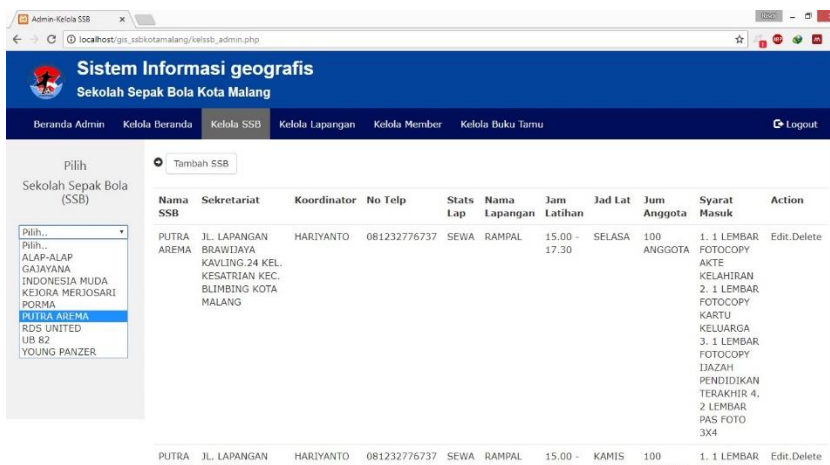 Admin-Kelola SSB
localhost/gis_ssbkotamalang/kelssb_admin.php
Sistem Informasi geografis
Sekolah Sepak Bola Kota Malang
Beranda Admin Kelola Beranda Kelola SSB Kelola Lapangan Kelola Member Kelola Buku Tamu Logout
Pilih
Sekolah Sepak Bola
(SSB)
Pilih..
Pilih..
ALAP-ALAP
GAJAYANA
INDONESIA MUDA
KEJORA MERJOSARI
PORMA
PUTRA AREMA
RDS UNITED
UB 82
YOUNG PANZER
Tambah SSB
Nama Sekretariat Koordinator No Telp Stats Nama Jam Jad Lat Jum Syarat Action
SSB Lap Lapangan Latihan Anggota Masuk
PUTRA JL. LAPANGAN HARIYANTO 081232776737 SEWA RAMPAL 15.00 - SELASA 100 1. 1 LEMBAR Edit.Delete
AREMA BRAWIJAYA 17.30 ANGGOTA FOTOCOPY
KAVLING.24 KEL. AKTE
KESATRIAN KEC. KELAHIRAN
BLIMBING KOTA 2. 1 LEMBAR
MALANG FOTOCOPY
KARTU
KELUARGA
3. 1 LEMBAR
FOTOCOPY
IJAZAH
PENDIDIKAN
TERAKHIR 4.
2 LEMBAR
PAS FOTO
3X4
PUTRA JL. LAPANGAN HARIYANTO 081232776737 SEWA RAMPAL 15.00 - KAMIS 100 1. 1 LEMBAR Edit.Delete